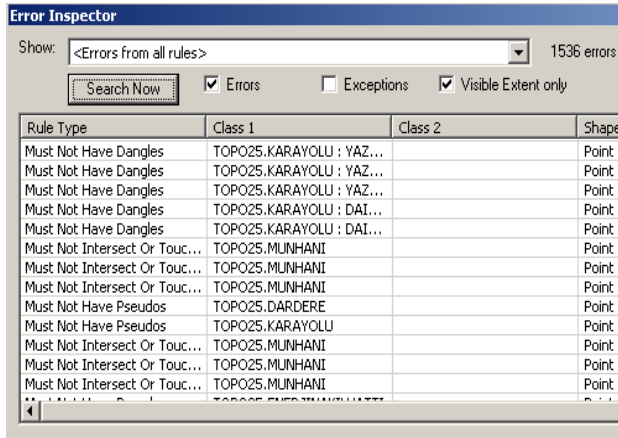 Error Inspector
Show: <Errors from all rules> 1536 errors
Search Now Errors Exceptions Visible Extent only
Rule Type Class 1 Class 2 Shape
Must Not Have Dangles TOPO25.KARAYOLU : YAZ... Point
Must Not Have Dangles TOPO25.KARAYOLU : YAZ... Point
Must Not Have Dangles TOPO25.KARAYOLU : YAZ... Point
Must Not Have Dangles TOPO25.KARAYOLU : DAI... Point
Must Not Have Dangles TOPO25.KARAYOLU : DAI... Point
Must Not Intersect Or Touc... TOPO25.MUNHANI Point
Must Not Intersect Or Touc... TOPO25.MUNHANI Point
Must Not Intersect Or Touc... TOPO25.MUNHANI Point
Must Not Have Pseudos TOPO25.DARDERE Point
Must Not Have Pseudos TOPO25.KARAYOLU Point
Must Not Intersect Or Touc... TOPO25.MUNHANI Point
Must Not Intersect Or Touc... TOPO25.MUNHANI Point
Must Not Intersect Or Touc... TOPO25.MUNHANI Point